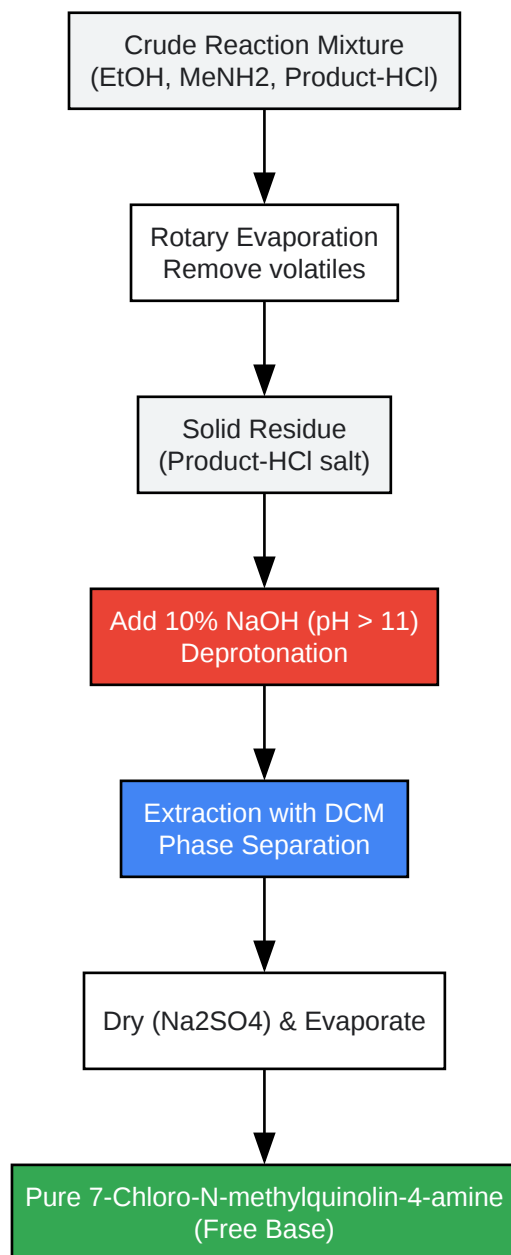 Crude Reaction Mixture
(EtOH, MeNH2, Product-HCl)
Rotary Evaporation
Remove volatiles
Solid Residue
(Product-HCl salt)
Add 10% NaOH (pH > 11)
Deprotonation
Extraction with DCM
Phase Separation
Dry (Na2SO4) & Evaporate
Pure 7-Chloro-N-methylquinolin-4-amine
(Free Base)